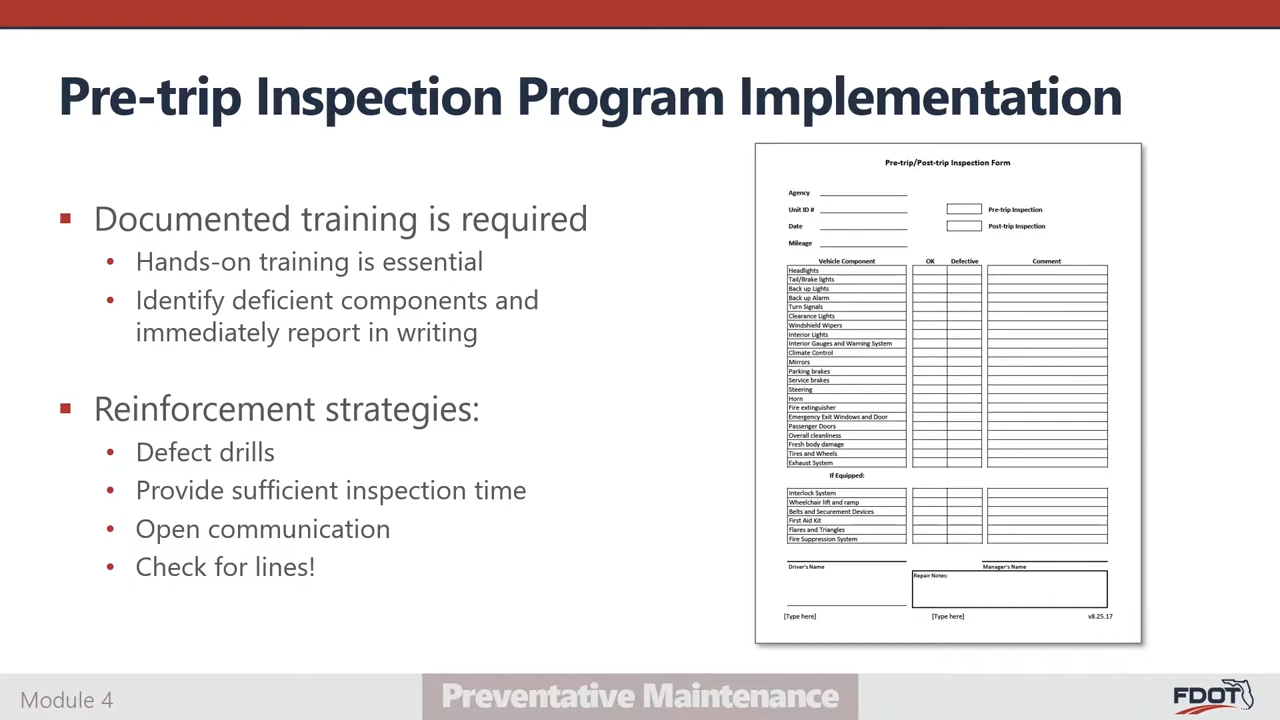 Pre-trip Inspection Program Implementation
Documented training is required
Hands-on training is essential
Identify deficient components and
immediately report in writing
Reinforcement strategies:
Defect drills
Provide sufficient inspection time
Open communication
Check for lines!
Pre-trip/Post-trip Inspection Form
Agency
Unit ID # Pre-trip Inspection
Date Post-trip Inspection
Mileage
Vehicle Component OK Defective Comment
Headlights
Tail/Brake lights
Back up Lights
Back up Alarm
Turn Signals
Clearance Lights
Windshield Wipers
Interior Lights
Interior Gauges and Warning System
Climate Control
Mirrors
Parking brakes
Service brakes
Steering
Horn
Fire extinguisher
Emergency Exit Windows and Door
Passenger Doors
Overall cleanliness
Fresh body damage
Tires and Wheels
Exhaust System
If Equipped:
Interlock System
Wheelchair lift and ramp
Belts and Securement Devices
First Aid Kit
Flares and Triangles
Fire Suppression System
Driver's Name Manager's Name
Repair Notes:
[Type here] [Type here] v8.25.17
Module 4 Preventative Maintenance FDOT